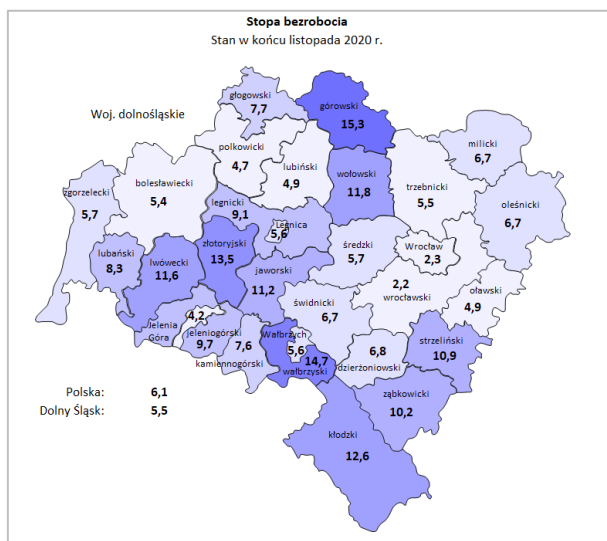 Stopa bezrobocia
Stan w końcu listopada 2020 r.
Woj. dolnośląskie
głogowski
7,7
górowski
15,3
polkowicki
4,7
lubiński
4,9
wołowski
11,8
milicki
6,7
trzebnicki
5,5
oleśnicki
6,7
zgorzelecki
5,7
bolesławiecki
5,4
legnicki
9,1
Legnica
5,6
średzki
5,7
Wrocław
2,3
lubański
8,3
lwówecki
11,6
złotoryjski
13,5
jaworski
11,2
2,2
wrocławski
oławski
4,9
świdnicki
6,7
4,2
Jelenia
Góra
jeleniogórski
9,7
7,6
kamiennogórski
Wałbrzych
5,6
14,7
wałbrzyski
6,8
dzierżoniowski
strzeliński
10,9
ząbkowicki
10,2
kłodzki
12,6
Polska: 6,1
Dolny Śląsk: 5,5